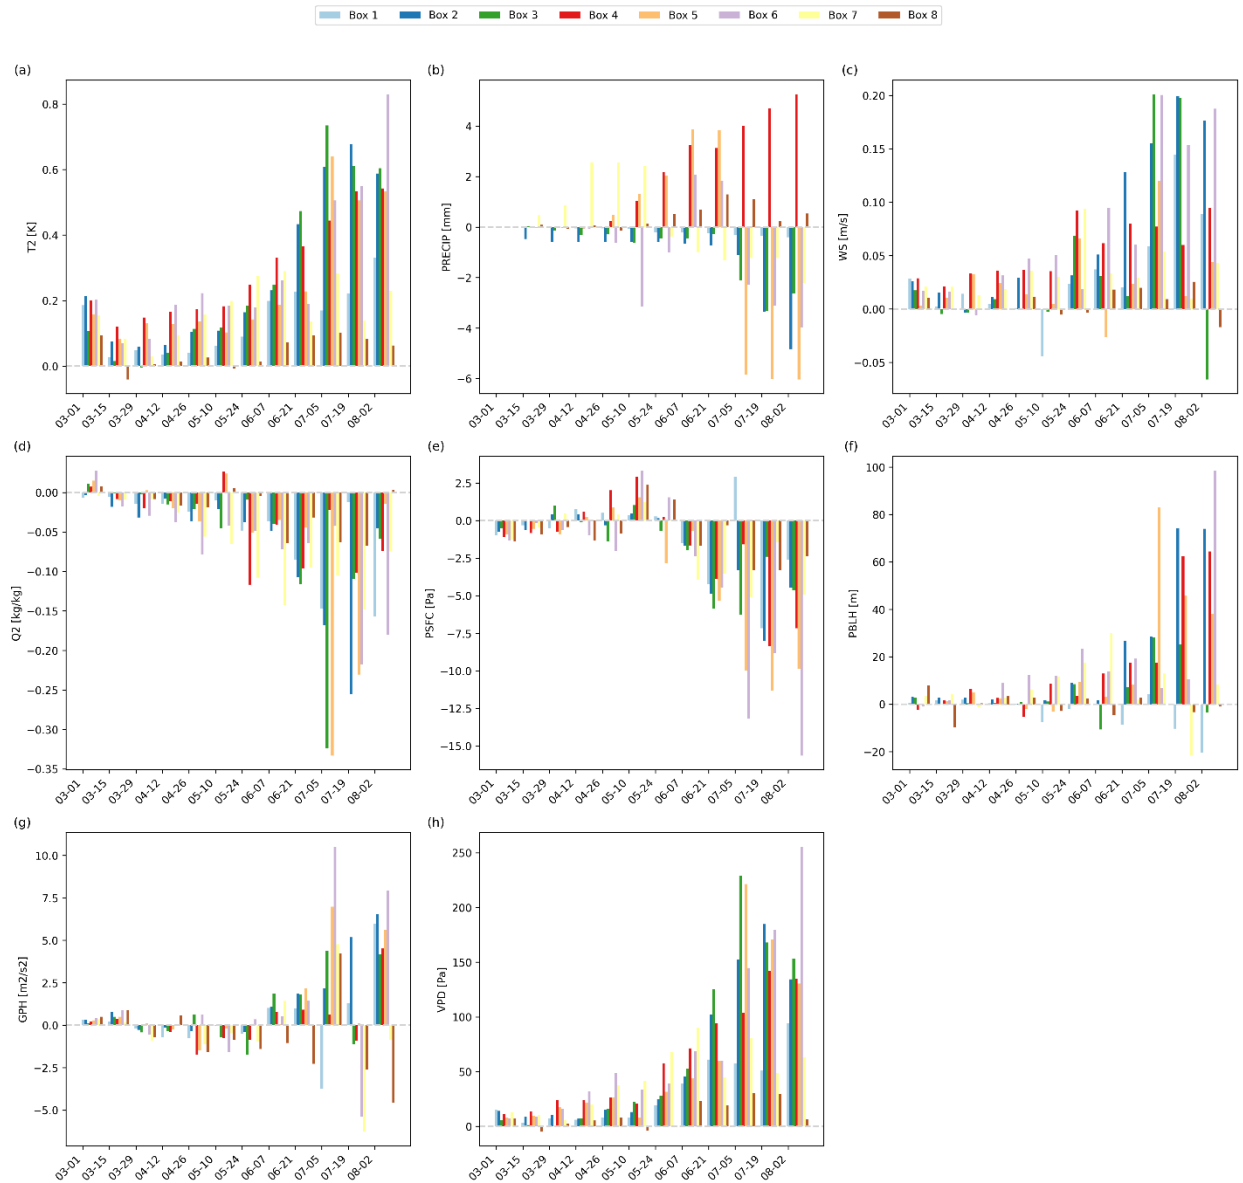 Box 1 Box 2 Box 3 Box 4 Box 5 Box 6 Box 7 Box 8
(a)
T2 [K]
0.8
0.6
0.4
0.2
0.0
03-01 03-15 03-29 04-12 04-26 05-10 05-24 06-07 06-21 07-05 07-19 08-02
(b)
PRECIP [mm]
4
2
0
−2
−4
−6
03-01 03-15 03-29 04-12 04-26 05-10 05-24 06-07 06-21 07-05 07-19 08-02
(c)
WS [m/s]
0.20
0.15
0.10
0.05
0.00
−0.05
03-01 03-15 03-29 04-12 04-26 05-10 05-24 06-07 06-21 07-05 07-19 08-02
(d)
Q2 [kg/kg]
0.00
−0.05
−0.10
−0.15
−0.20
−0.25
−0.30
−0.35
03-01 03-15 03-29 04-12 04-26 05-10 05-24 06-07 06-21 07-05 07-19 08-02
(e)
PSFC [Pa]
2.5
0.0
−2.5
−5.0
−7.5
−10.0
−12.5
−15.0
03-01 03-15 03-29 04-12 04-26 05-10 05-24 06-07 06-21 07-05 07-19 08-02
(f)
PBLH [m]
100
80
60
40
20
0
−20
03-01 03-15 03-29 04-12 04-26 05-10 05-24 06-07 06-21 07-05 07-19 08-02
(g)
GPH [m2/s2]
10.0
7.5
5.0
2.5
0.0
−2.5
−5.0
03-01 03-15 03-29 04-12 04-26 05-10 05-24 06-07 06-21 07-05 07-19 08-02
(h)
VPD [Pa]
250
200
150
100
50
0
03-01 03-15 03-29 04-12 04-26 05-10 05-24 06-07 06-21 07-05 07-19 08-02